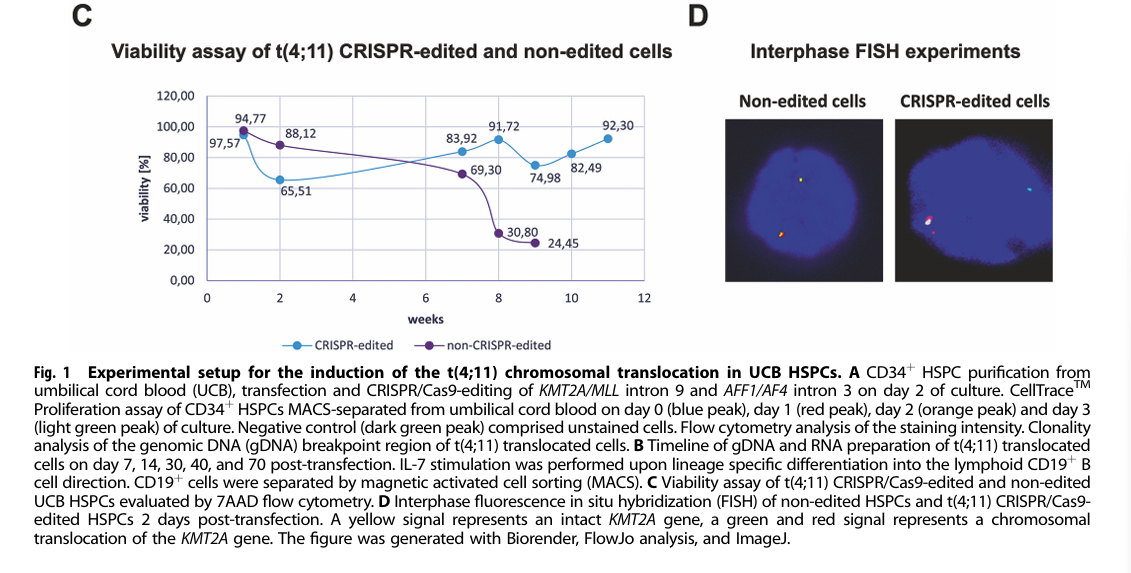 C
D
Viability assay of t(4;11) CRISPR-edited and non-edited cells
Interphase FISH experiments
Non-edited cells
CRISPR-edited cells
120,00
100,00
80,00
60,00
40,00
20,00
0,00
viability [%]
94,77
97,57
88,12
65,51
83,92
69,30
91,72
30,80
74,98
24,45
82,49
92,30
0
2
4
6
8
10
12
weeks
CRISPR-edited
non-CRISPR-edited
Fig. 1 Experimental setup for the induction of the t(4;11) chromosomal translocation in UCB HSPCs. A CD34+ HSPC purification from
umbilical cord blood (UCB), transfection and CRISPR/Cas9-editing of KMT2A/MLL intron 9 and AFF1/AF4 intron 3 on day 2 of culture. CellTrace™
Proliferation assay of CD34+ HSPCs MACS-separated from umbilical cord blood on day 0 (blue peak), day 1 (red peak), day 2 (orange peak) and day 3
(light green peak) of culture. Negative control (dark green peak) comprised unstained cells. Flow cytometry analysis of the staining intensity. Clonality
analysis of the genomic DNA (gDNA) breakpoint region of t(4;11) translocated cells. B Timeline of gDNA and RNA preparation of t(4;11) translocated
cells on day 7, 14, 30, 40, and 70 post-transfection. IL-7 stimulation was performed upon lineage specific differentiation into the lymphoid CD19+ B
cell direction. CD19+ cells were separated by magnetic activated cell sorting (MACS). C Viability assay of t(4;11) CRISPR/Cas9-edited and non-edited
UCB HSPCs evaluated by 7AAD flow cytometry. D Interphase fluorescence in situ hybridization (FISH) of non-edited HSPCs and t(4;11) CRISPR/Cas9-
edited HSPCs 2 days post-transfection. A yellow signal represents an intact KMT2A gene, a green and red signal represents a chromosomal
translocation of the KMT2A gene. The figure was generated with Biorender, FlowJo analysis, and ImageJ.